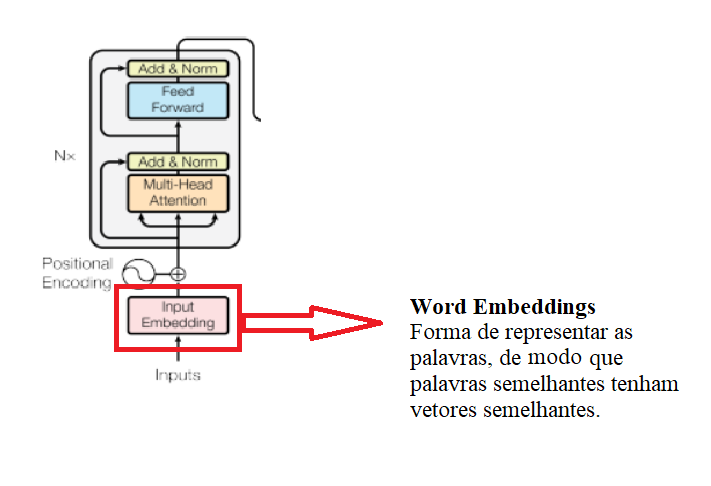 Add & Norm
Feed
Forward
Nx
Add & Norm
Multi-Head
Attention
Positional
Encoding
Input
Embedding
Inputs
Word Embeddings
Forma de representar as
palavras, de modo que
palavras semelhantes tenham
vetores semelhantes.